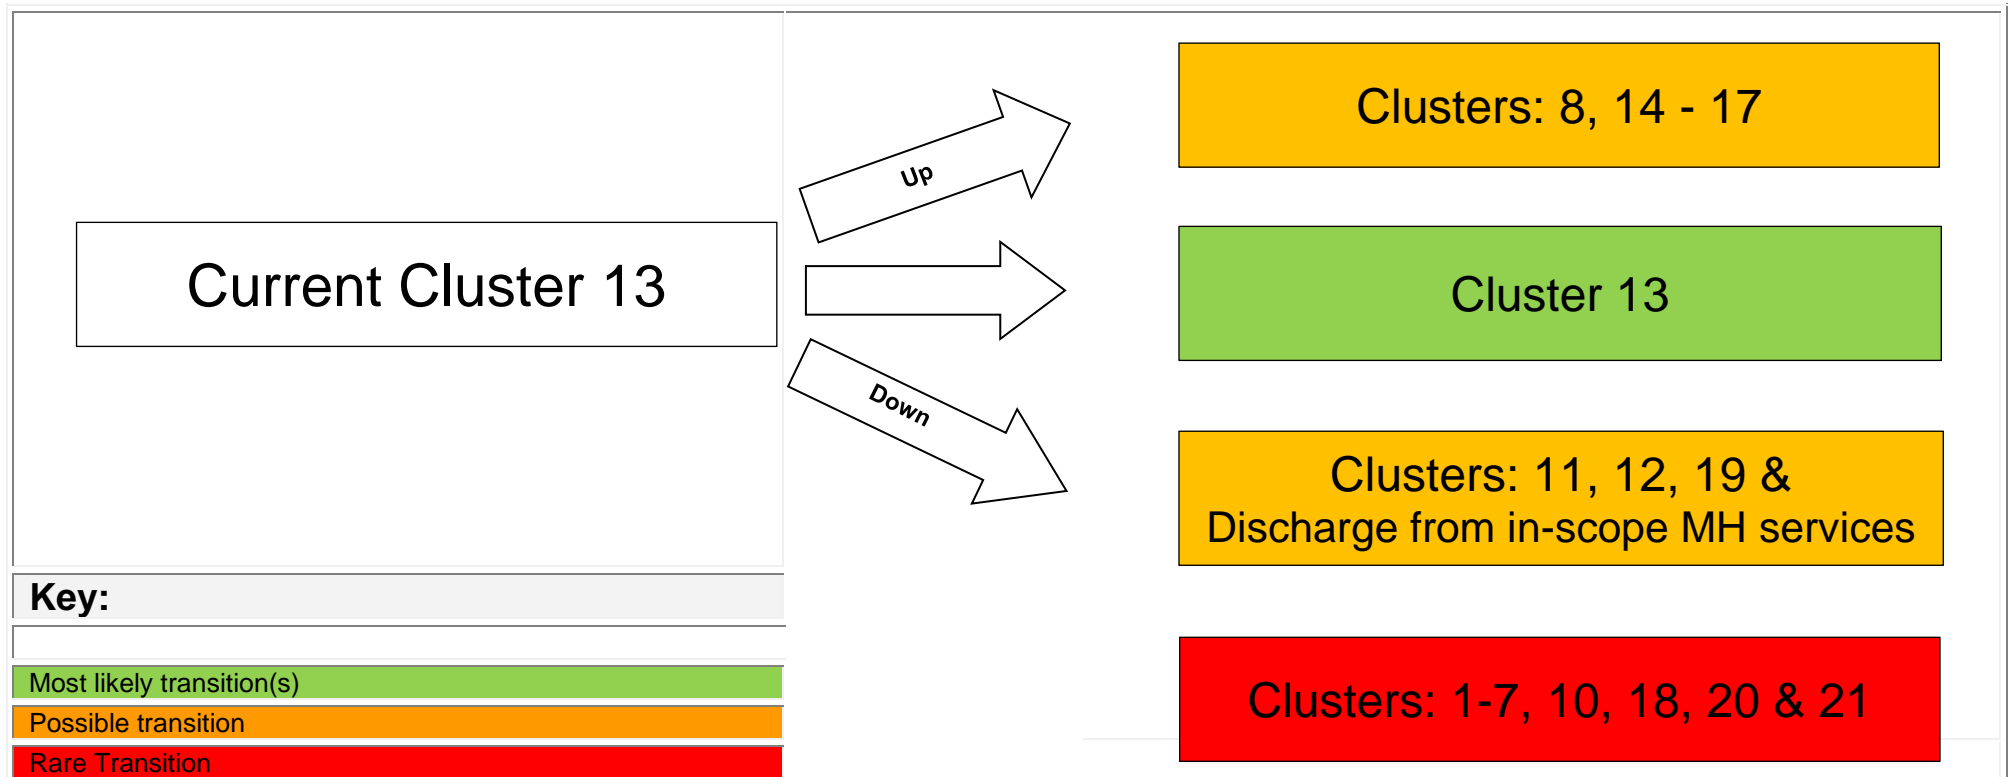 Clusters: 8, 14 - 17
Up
Current Cluster 13
Cluster 13
Down
Clusters: 11, 12, 19 &
Discharge from in-scope MH services
Key:
Most likely transition(s)
Possible transition
Rare Transition
Clusters: 1-7, 10, 18, 20 & 21